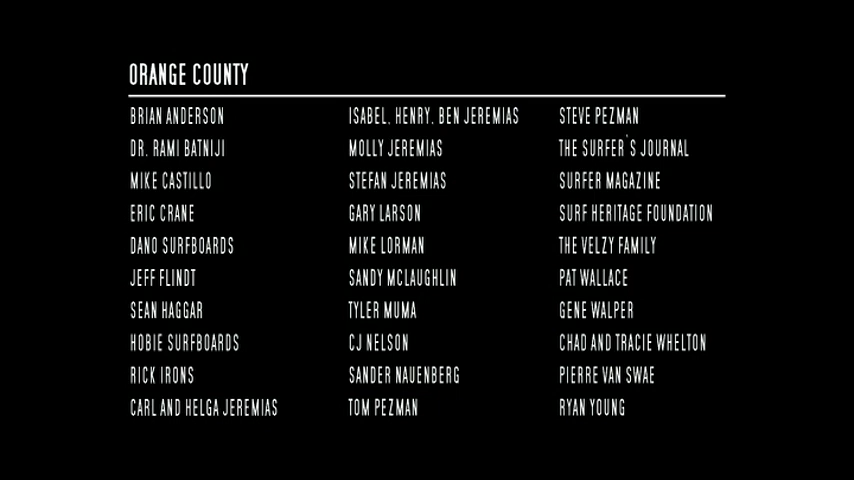 ORANGE COUNTY
BRIAN ANDERSON
DR. RAMI BATNIJI
MIKE CASTILLO
ERIC CRANE
DANO SURFBOARDS
JEFF FLINDT
SEAN HAGGAR
HOBIE SURFBOARDS
RICK IRONS
CARL AND HELGA JEREMIAS
ISABEL, HENRY, BEN JEREMIAS
MOLLY JEREMIAS
STEFAN JEREMIAS
GARY LARSON
MIKE LORMAN
SANDY MCLAUGHLIN
TYLER MUMA
CJ NELSON
SANDER NAUENBERG
TOM PEZMAN
STEVE PEZMAN
THE SURFER'S JOURNAL
SURFER MAGAZINE
SURF HERITAGE FOUNDATION
THE VELZY FAMILY
PAT WALLACE
GENE WALPER
CHAD AND TRACIE WHELTON
PIERRE VAN SWAE
RYAN YOUNG